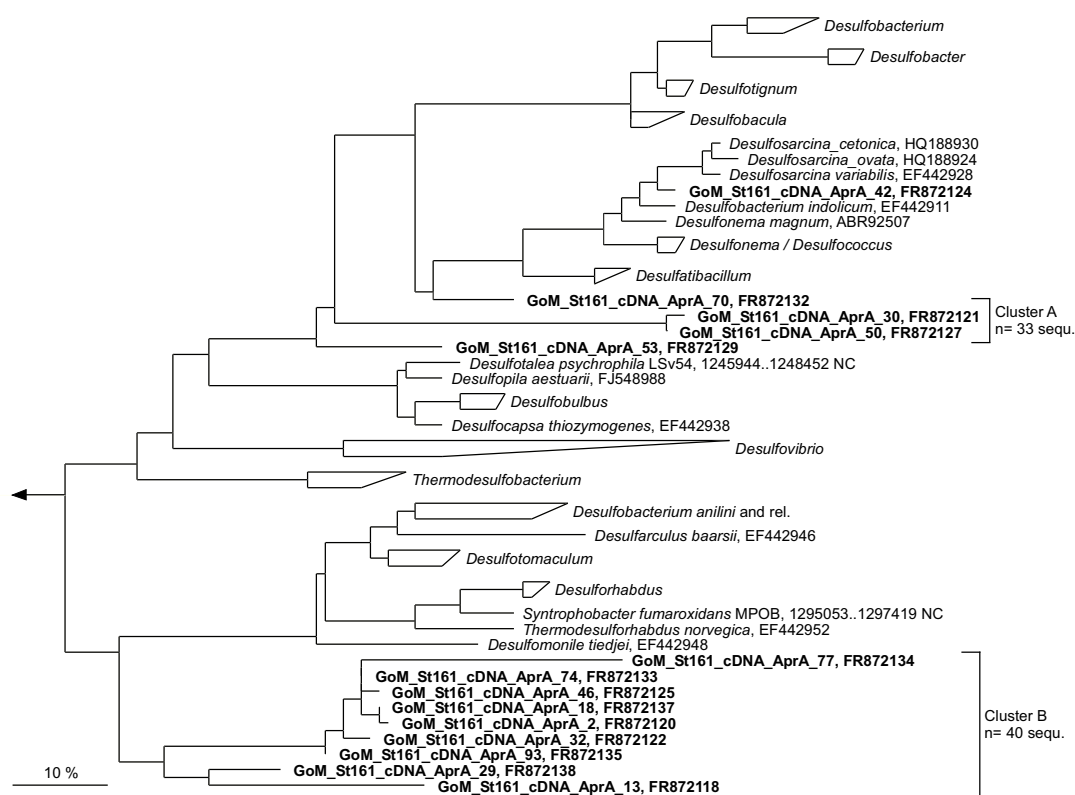 Desulfobacterium
Desulfobacter
Desulfotignum
Desulfobacula
Desulfosarcina_cetonica, HQ188930
Desulfosarcina_ovata, HQ188924
Desulfosarcina variabilis, EF442928
GoM_St161_cDNA_AprA_42, FR872124
Desulfobacterium indolicum, EF442911
Desulfonema magnum, ABR92507
Desulfonema / Desulfococcus
Desulfatibacillum
GoM_St161_cDNA_AprA_70, FR872132
GoM_St161_cDNA_AprA_30, FR872121
Cluster A
n= 33 sequ.
GoM_St161_cDNA_AprA_50, FR872127
GoM_St161_cDNA_AprA_53, FR872129
Desulfotalea psychrophila LSv54, 1245944..1248452 NC
Desulfopila aestuarii, FJ548988
Desulfobulbus
Desulfocapsa thiozymogenes, EF442938
Desulfovibrio
Thermodesulfobacterium
Desulfobacterium anilini and rel.
Desulfarculus baarsii, EF442946
Desulfotomaculum
Desulforhabdus
Syntrophobacter fumaroxidans MPOB, 1295053..1297419 NC
Thermodesulforhabdus norvegica, EF442952
Desulfomonile tiedjei, EF442948
GoM_St161_cDNA_AprA_77, FR872134
GoM_St161_cDNA_AprA_74, FR872133
GoM_St161_cDNA_AprA_46, FR872125
GoM_St161_cDNA_AprA_18, FR872137
GoM_St161_cDNA_AprA_2, FR872120
Cluster B
n= 40 sequ.
GoM_St161_cDNA_AprA_32, FR872122
GoM_St161_cDNA_AprA_93, FR872135
GoM_St161_cDNA_AprA_29, FR872138
10 %
GoM_St161_cDNA_AprA_13, FR872118